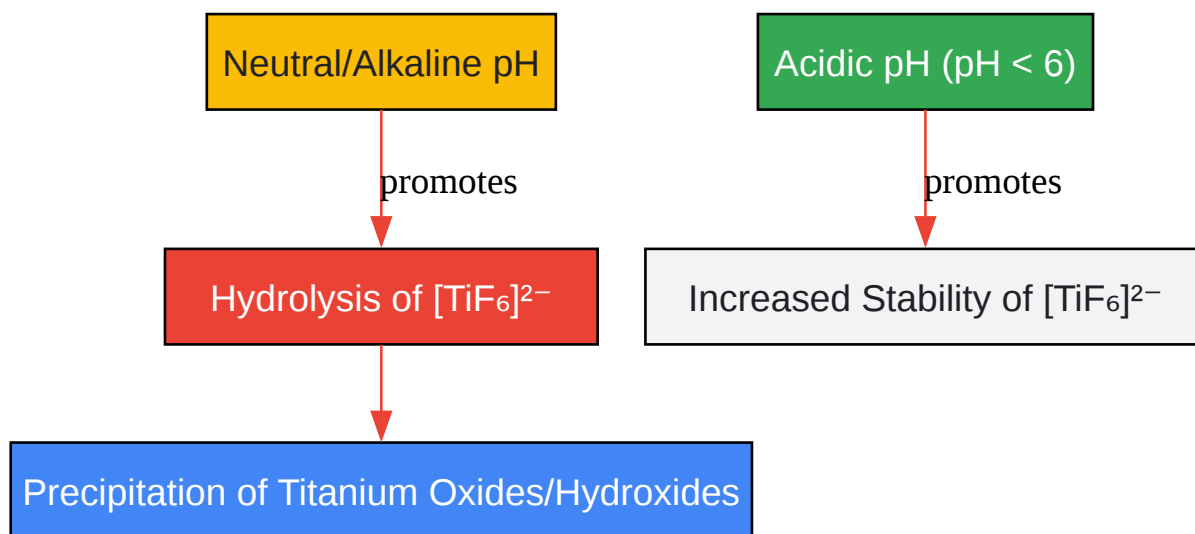 Neutral/Alkaline pH
Acidic pH (pH < 6)
promotes
promotes
Hydrolysis of [TiF₆]²⁻
Increased Stability of [TiF₆]²⁻
Precipitation of Titanium Oxides/Hydroxides